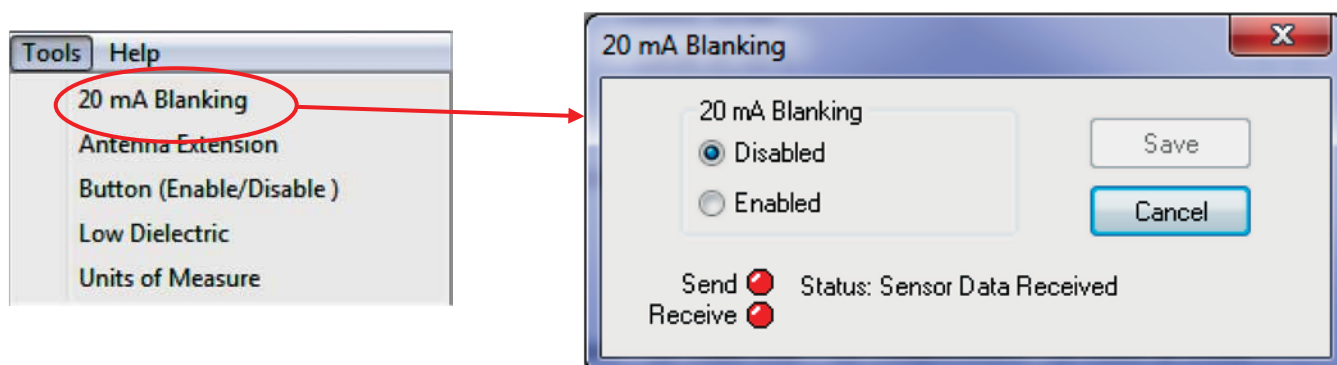 Tools Help
20 mA Blanking
Antenna Extension
Button (Enable/Disable )
Low Dielectric
Units of Measure
20 mA Blanking
20 mA Blanking
Disabled
Enabled
Save
Cancel
Send
Status: Sensor Data Received
Receive